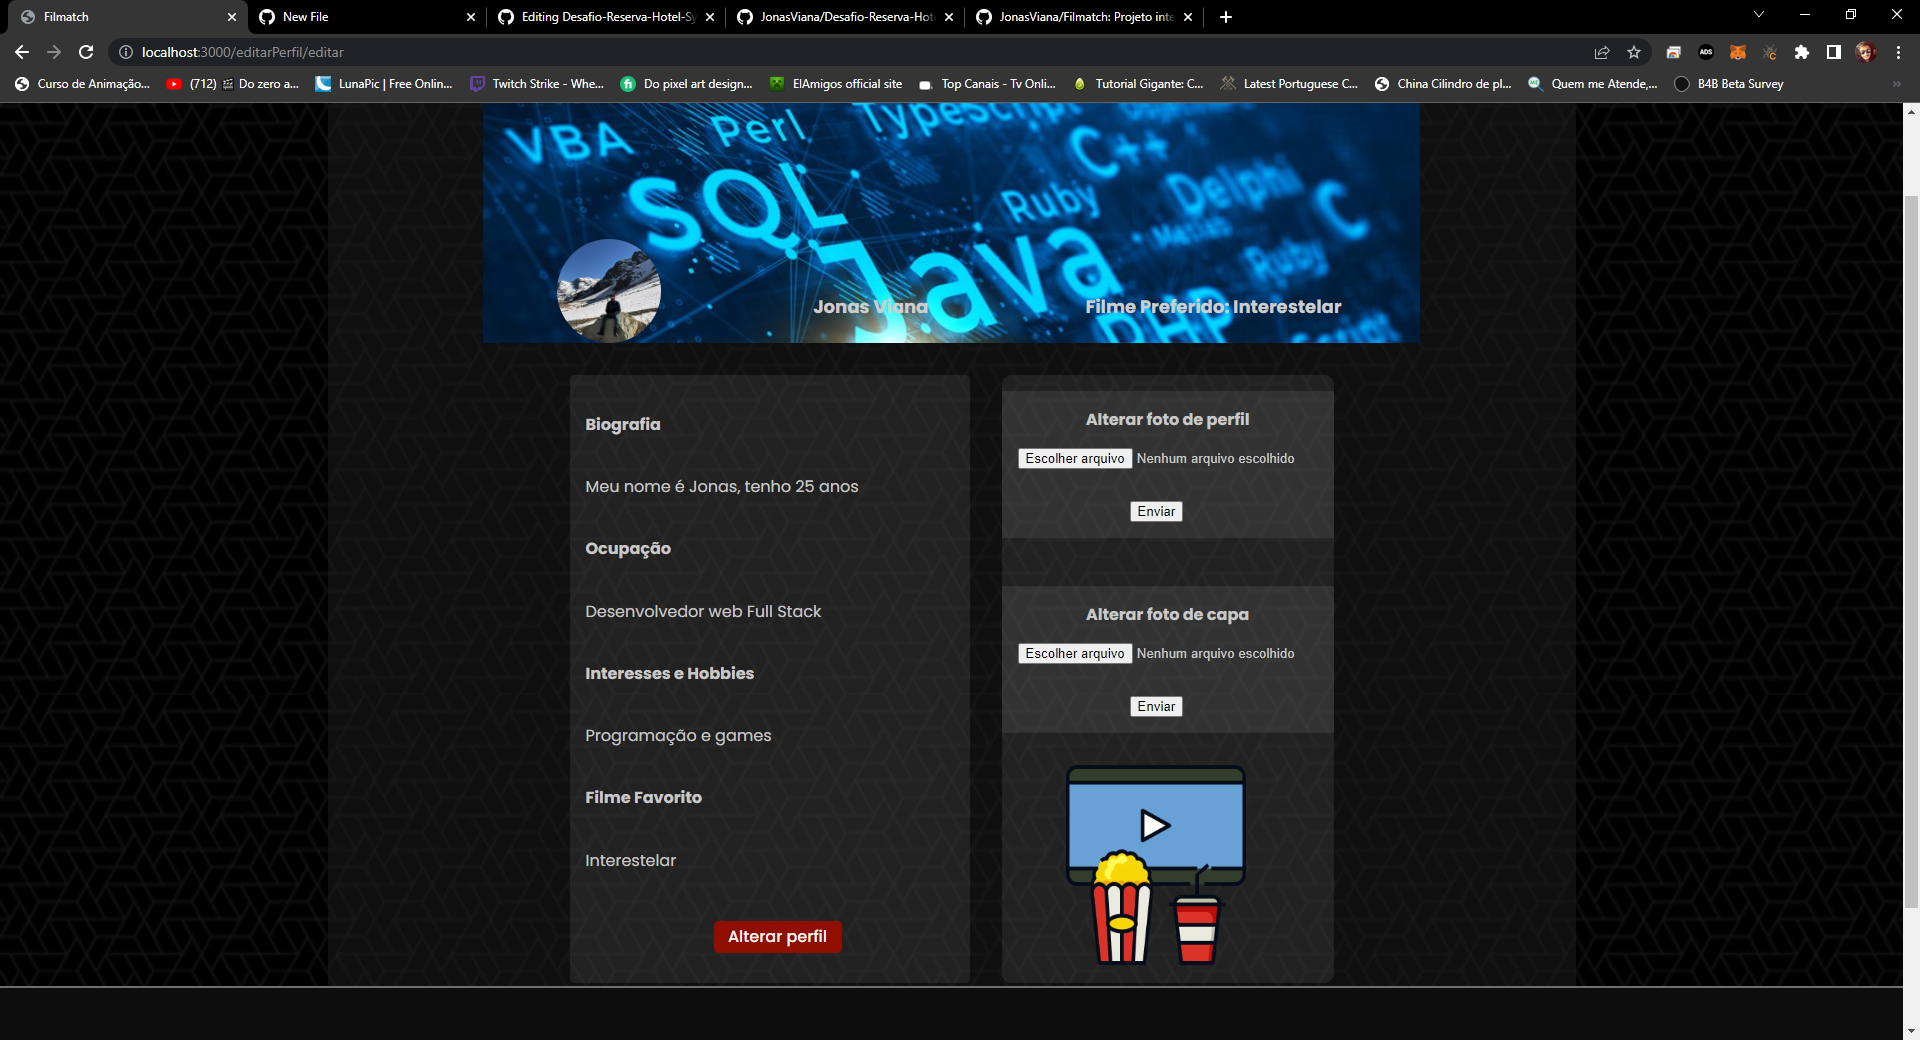 Filmatch
New File
Editing Desafio-Reserva-Hotel-Sy
JonasViana/Desafio-Reserva-Hote
JonasViana/Filmatch: Projeto inte
localhost:3000/editarPerfil/editar
Curso de Animação...
(712) Do zero a...
LunaPic | Free Onlin...
Twitch Strike - Whe...
Do pixel art design...
ElAmigos official site
Top Canais - Tv Onli...
Tutorial Gigante: C...
Latest Portuguese C...
China Cilindro de pl...
Quem me Atende,...
B4B Beta Survey
VBA
Perl
TypeScript
C++
SQL
Ruby
Delphi
C
Java
Matlab
Ruby
PHP
Script
Jonas Viana
Filme Preferido: Interestelar
Biografia
Meu nome é Jonas, tenho 25 anos
Ocupação
Desenvolvedor web Full Stack
Interesses e Hobbies
Programação e games
Filme Favorito
Interestelar
Alterar perfil
Alterar foto de perfil
Escolher arquivo Nenhum arquivo escolhido
Enviar
Alterar foto de capa
Escolher arquivo Nenhum arquivo escolhido
Enviar